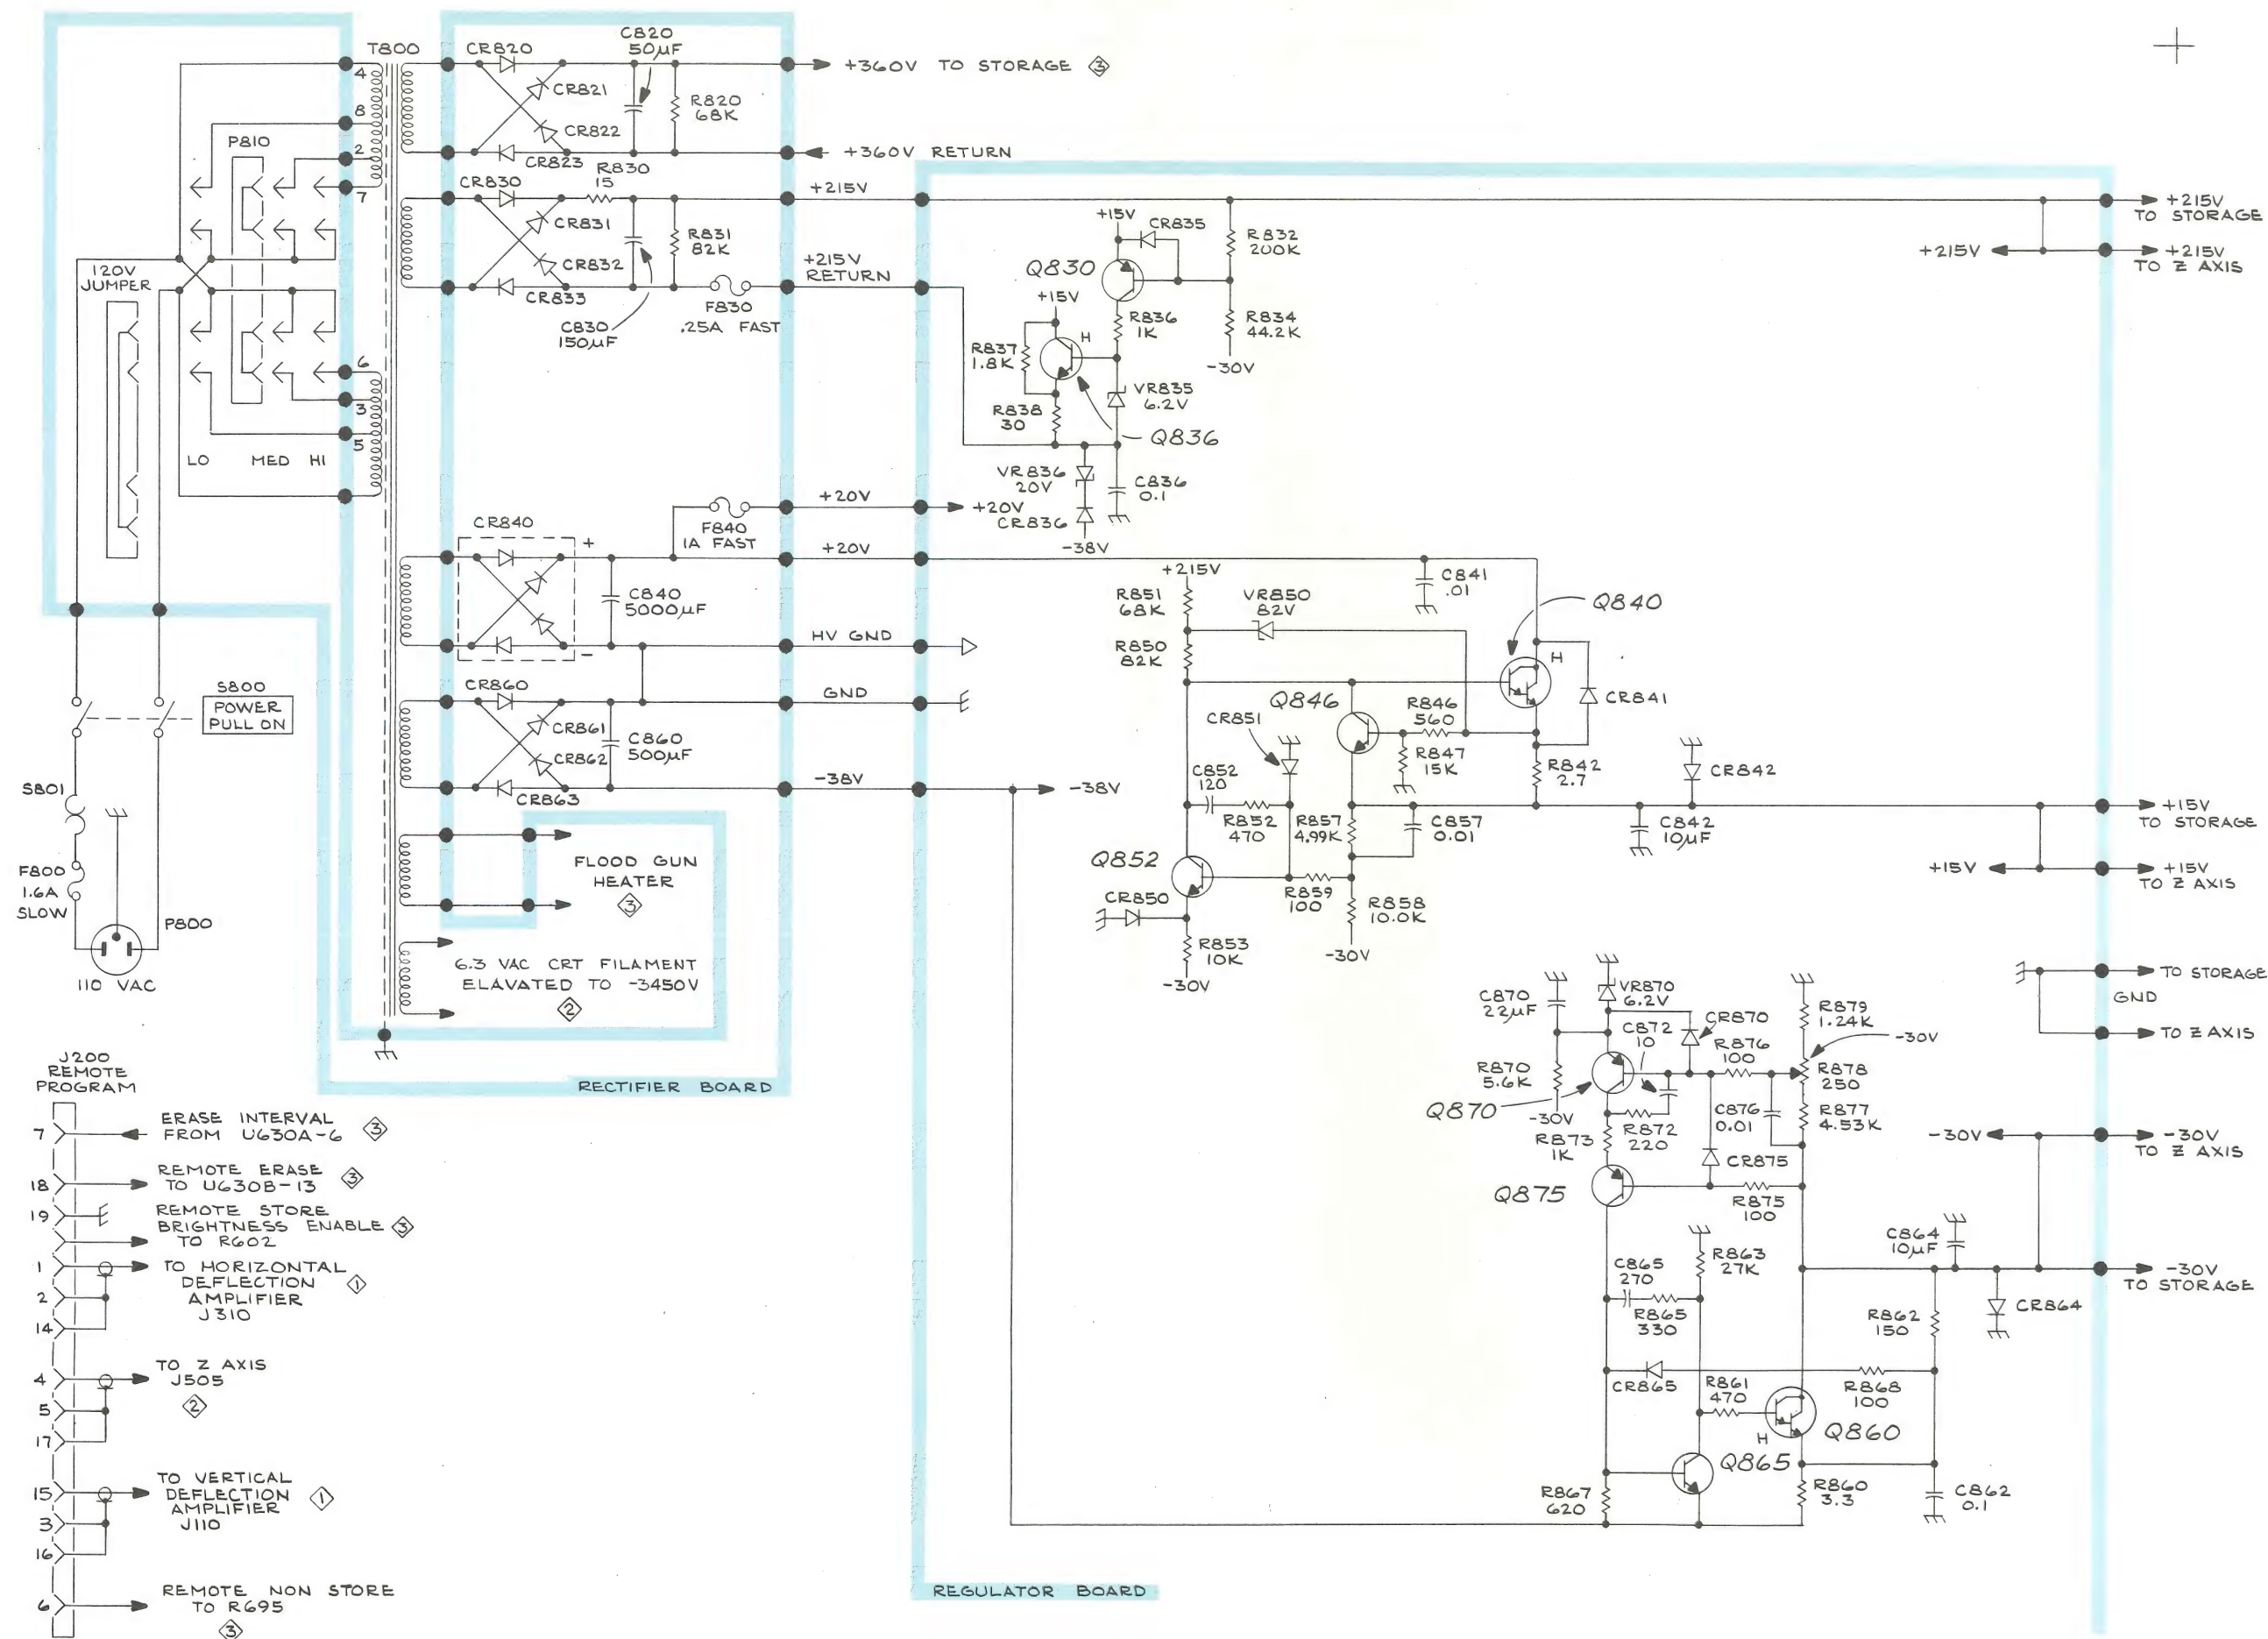 T800
4
8
2
7
6
3
5
P810
120V
JUMPER
LO
MED
HI
S800
POWER
PULL ON
S801
F800
1.6A
SLOW
P800
110 VAC
CR820
C820
50µF
CR821
CR822
CR823
R820
68K
+360V TO STORAGE 3
+360V RETURN
CR830
R830
15
CR831
CR832
CR833
R831
82K
C830
150µF
F830
.25A FAST
+215V
+215V
RETURN
CR840
+
-
C840
5000µF
F840
1A FAST
+20V
+20V
+20V
HV GND
GND
CR860
CR861
CR862
CR863
C860
500µF
-38V
-38V
FLOOD GUN
HEATER
3
6.3 VAC CRT FILAMENT
ELAVATED TO -3450V
2
RECTIFIER BOARD
+15V
CR835
Q830
R832
200K
R834
44.2K
-30V
+15V
R836
1K
H
R837
1.8K
VR835
6.2V
R838
30
Q836
VR836
20V
C836
0.1
CR836
-38V
+215V
TO STORAGE
+215V
+215V
TO Z AXIS
+215V
R851
68K
VR850
82V
R850
82K
C841
.01
Q840
H
CR841
Q846
R846
560
CR851
R847
15K
R842
2.7
CR842
C852
120
R852
470
R857
4.99K
C857
0.01
C842
10µF
Q852
CR850
R859
100
R858
10.0K
-30V
R853
10K
-30V
+15V
TO STORAGE
+15V
+15V
TO Z AXIS
TO STORAGE
GND
TO Z AXIS
C870
22µF
VR870
6.2V
CR870
C872
10
R876
100
R879
1.24K
-30V
R878
250
R870
5.6K
Q870
-30V
R873
1K
R872
220
C876
0.01
R877
4.53K
CR875
Q875
R875
100
-30V
-30V
TO Z AXIS
C864
10µF
C865
270
R863
27K
R865
330
-30V
TO STORAGE
CR864
R862
150
CR865
R861
470
R868
100
H
Q860
Q865
R867
620
R860
3.3
C862
0.1
REGULATOR BOARD
J200
REMOTE
PROGRAM
7
ERASE INTERVAL
FROM U630A-6 3
18
REMOTE ERASE
TO U630B-13 3
19
REMOTE STORE
BRIGHTNESS ENABLE 3
TO R602
1
TO HORIZONTAL
DEFLECTION 1
AMPLIFIER
J310
2
14
4
TO Z AXIS
J505
2
5
17
15
TO VERTICAL
DEFLECTION 1
AMPLIFIER
J110
3
16
6
REMOTE NON STORE
TO R695
3